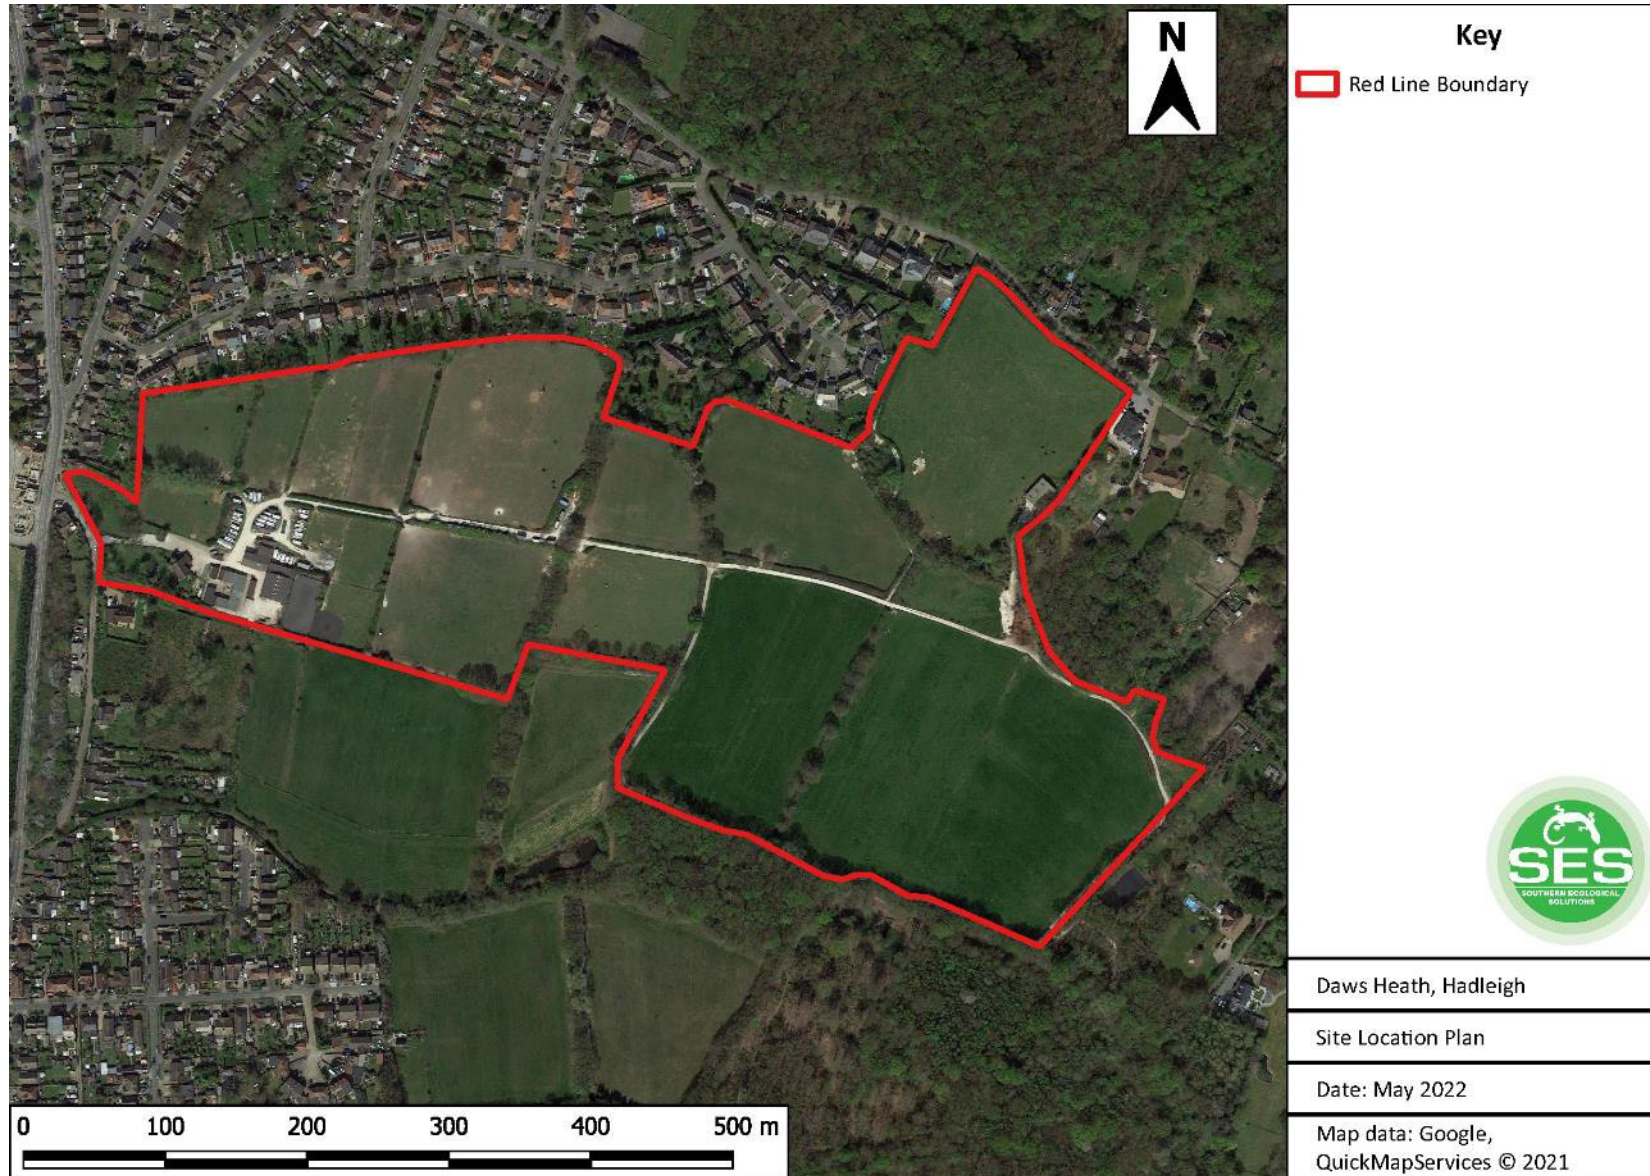 N
Key
Red Line Boundary
SES
SOUTHERN ECOLOGICAL
SOLUTIONS
Daws Heath, Hadleigh
Site Location Plan
Date: May 2022
Map data: Google,
QuickMapServices © 2021
0 100 200 300 400 500 m